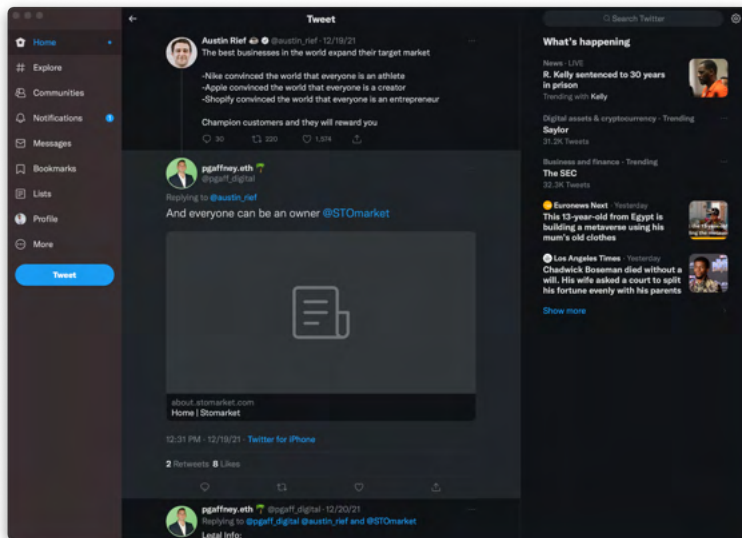 Home
Explore
Communities
Notifications
1
Messages
Bookmarks
Lists
Profile
More
Tweet
Tweet
Austin Rief @austin_rief · 12/19/21
The best businesses in the world expand their target market
-Nike convinced the world that everyone is an athlete
-Apple convinced the world that everyone is a creator
-Shopify convinced the world that everyone is an entrepreneur
Champion customers and they will reward you
30 220 1,574
pgaffney.eth
@pgaff_digital
Replying to @austin_rief
And everyone can be an owner @STOmarket
about.stomarket.com
Home | Stomarket
12:31 PM · 12/19/21 · Twitter for iPhone
2 Retweets 8 Likes
pgaffney.eth @pgaff_digital · 12/20/21
Replying to @pgaff_digital @austin_rief and @STOmarket
Legal Info:
Search Twitter
What's happening
News · LIVE
R. Kelly sentenced to 30 years
in prison
Trending with Kelly
Digital assets & cryptocurrency · Trending
Saylor
31.2K Tweets
Business and finance · Trending
The SEC
32.3K Tweets
Euronews Next · Yesterday
This 13-year-old from Egypt is
building a metaverse using his
mum's old clothes
Los Angeles Times · Yesterday
Chadwick Boseman died without a
will. His wife asked a court to split
his fortune evenly with his parents
Show more